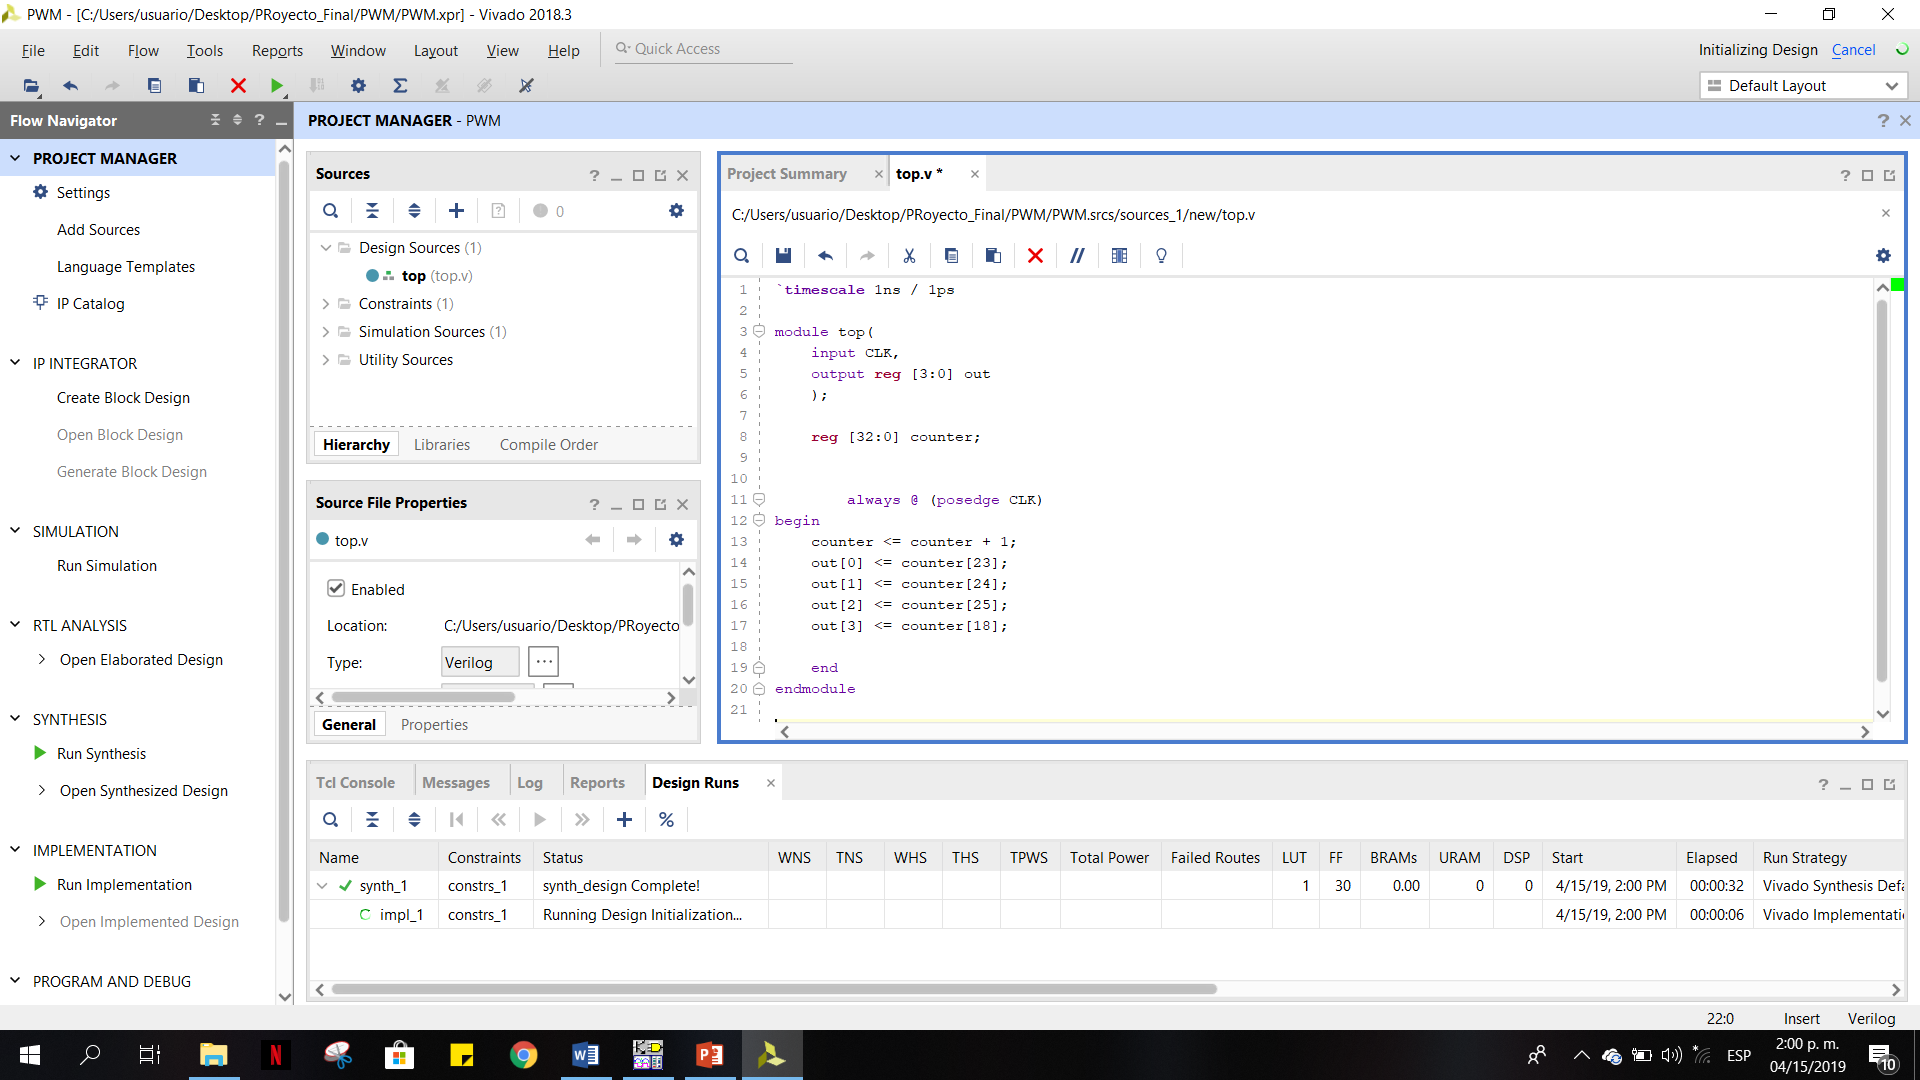 PWM - [C:/Users/usuario/Desktop/PRoyecto_Final/PWM/PWM.xpr] - Vivado 2018.3
File Edit Flow Tools Reports Window Layout View Help Quick Access
Initializing Design Cancel
Default Layout
Flow Navigator
PROJECT MANAGER - PWM
PROJECT MANAGER
Settings
Add Sources
Language Templates
IP Catalog
IP INTEGRATOR
Create Block Design
Open Block Design
Generate Block Design
SIMULATION
Run Simulation
RTL ANALYSIS
Open Elaborated Design
SYNTHESIS
Run Synthesis
Open Synthesized Design
IMPLEMENTATION
Run Implementation
Open Implemented Design
PROGRAM AND DEBUG
Sources
0
Design Sources (1)
top (top.v)
Constraints (1)
Simulation Sources (1)
Utility Sources
Hierarchy Libraries Compile Order
Source File Properties
top.v
Enabled
Location: C:/Users/usuario/Desktop/PRoyecto
Type: Verilog ...
General Properties
Project Summary top.v *
C:/Users/usuario/Desktop/PRoyecto_Final/PWM/PWM.srcs/sources_1/new/top.v
1 `timescale 1ns / 1ps
2
3 module top(
4 input CLK,
5 output reg [3:0] out
6 );
7
8 reg [32:0] counter;
9
10
11 always @ (posedge CLK)
12 begin
13 counter <= counter + 1;
14 out[0] <= counter[23];
15 out[1] <= counter[24];
16 out[2] <= counter[25];
17 out[3] <= counter[18];
18
19 end
20 endmodule
21
Tcl Console Messages Log Reports Design Runs
Name Constraints Status WNS TNS WHS THS TPWS Total Power Failed Routes LUT FF BRAMs URAM DSP Start Elapsed Run Strategy
synth_1 constrs_1 synth_design Complete! 1 30 0.00 0 0 4/15/19, 2:00 PM 00:00:32 Vivado Synthesis Defa
impl_1 constrs_1 Running Design Initialization... 4/15/19, 2:00 PM 00:00:06 Vivado Implementati
22:0 Insert Verilog
ESP
2:00 p. m.
04/15/2019
10